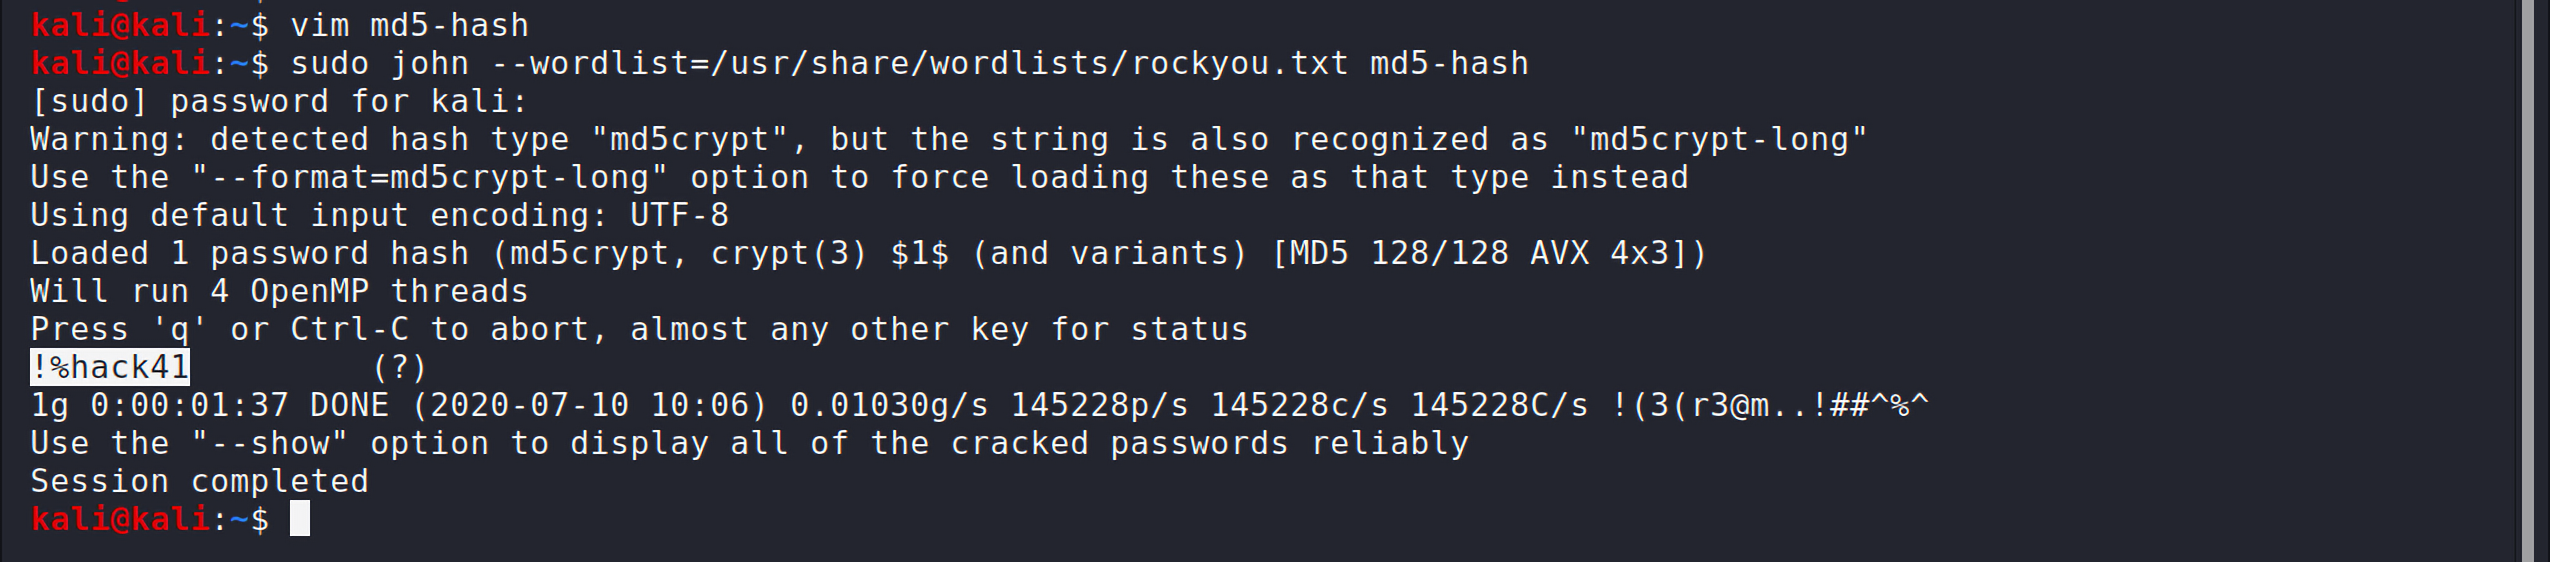 kali@kali:~$ vim md5-hash
kali@kali:~$ sudo john --wordlist=/usr/share/wordlists/rockyou.txt md5-hash
[sudo] password for kali:
Warning: detected hash type "md5crypt", but the string is also recognized as "md5crypt-long"
Use the "--format=md5crypt-long" option to force loading these as that type instead
Using default input encoding: UTF-8
Loaded 1 password hash (md5crypt, crypt(3) $1$ (and variants) [MD5 128/128 AVX 4x3])
Will run 4 OpenMP threads
Press 'q' or Ctrl-C to abort, almost any other key for status
!%hack41         (?)
1g 0:00:01:37 DONE (2020-07-10 10:06) 0.01030g/s 145228p/s 145228c/s 145228C/s !(3(r3@m..!##^%^
Use the "--show" option to display all of the cracked passwords reliably
Session completed
kali@kali:~$